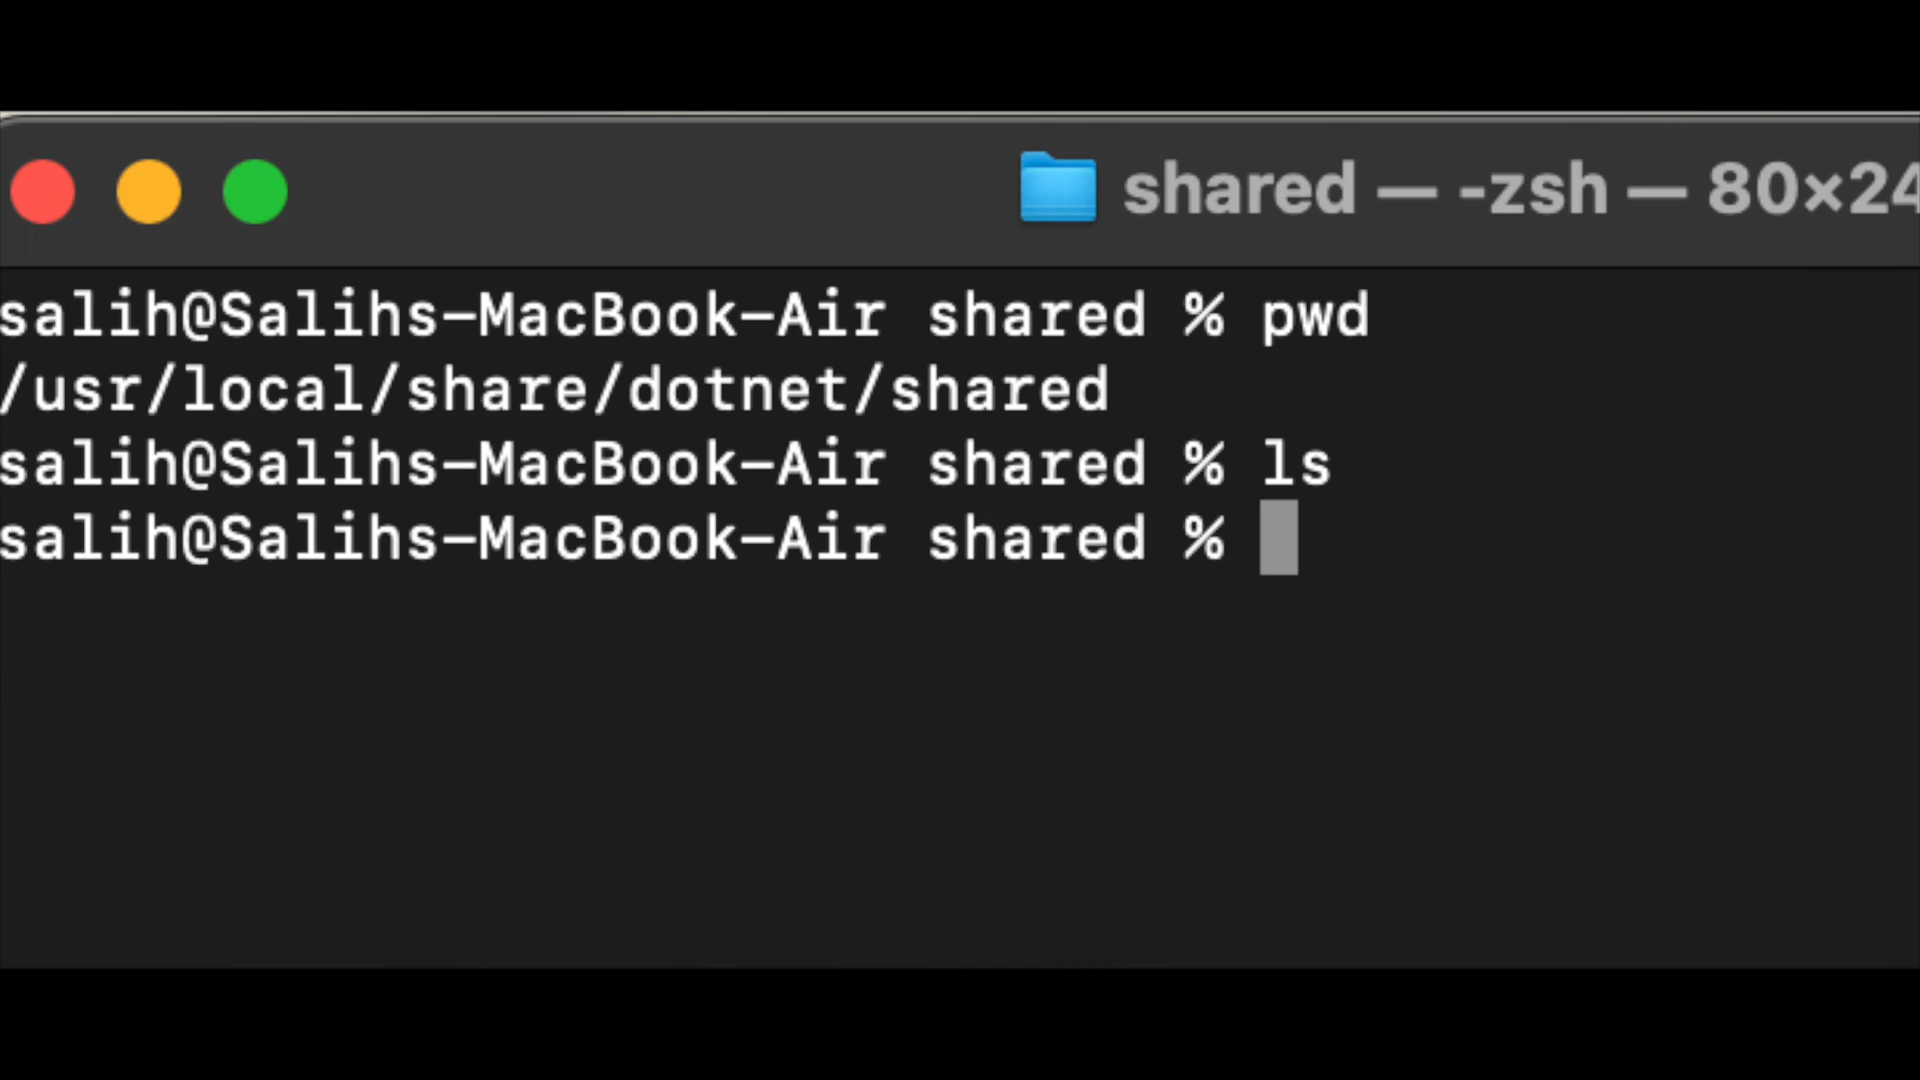 shared — -zsh — 80×24
salih@Salihs-MacBook-Air shared % pwd
/usr/local/share/dotnet/shared
salih@Salihs-MacBook-Air shared % ls
salih@Salihs-MacBook-Air shared %